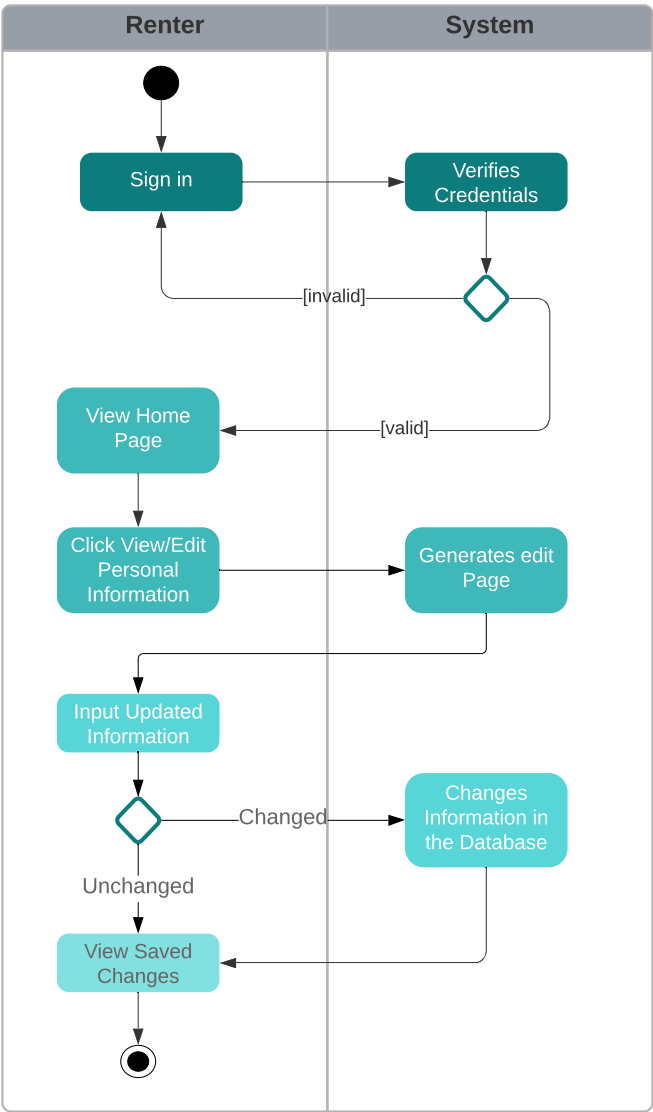 Renter
System
Sign in
Verifies
Credentials
[invalid]
View Home
Page
[valid]
Click View/Edit
Personal
Information
Generates edit
Page
Input Updated
Information
Changed
Changes
Information in
the Database
Unchanged
View Saved
Changes